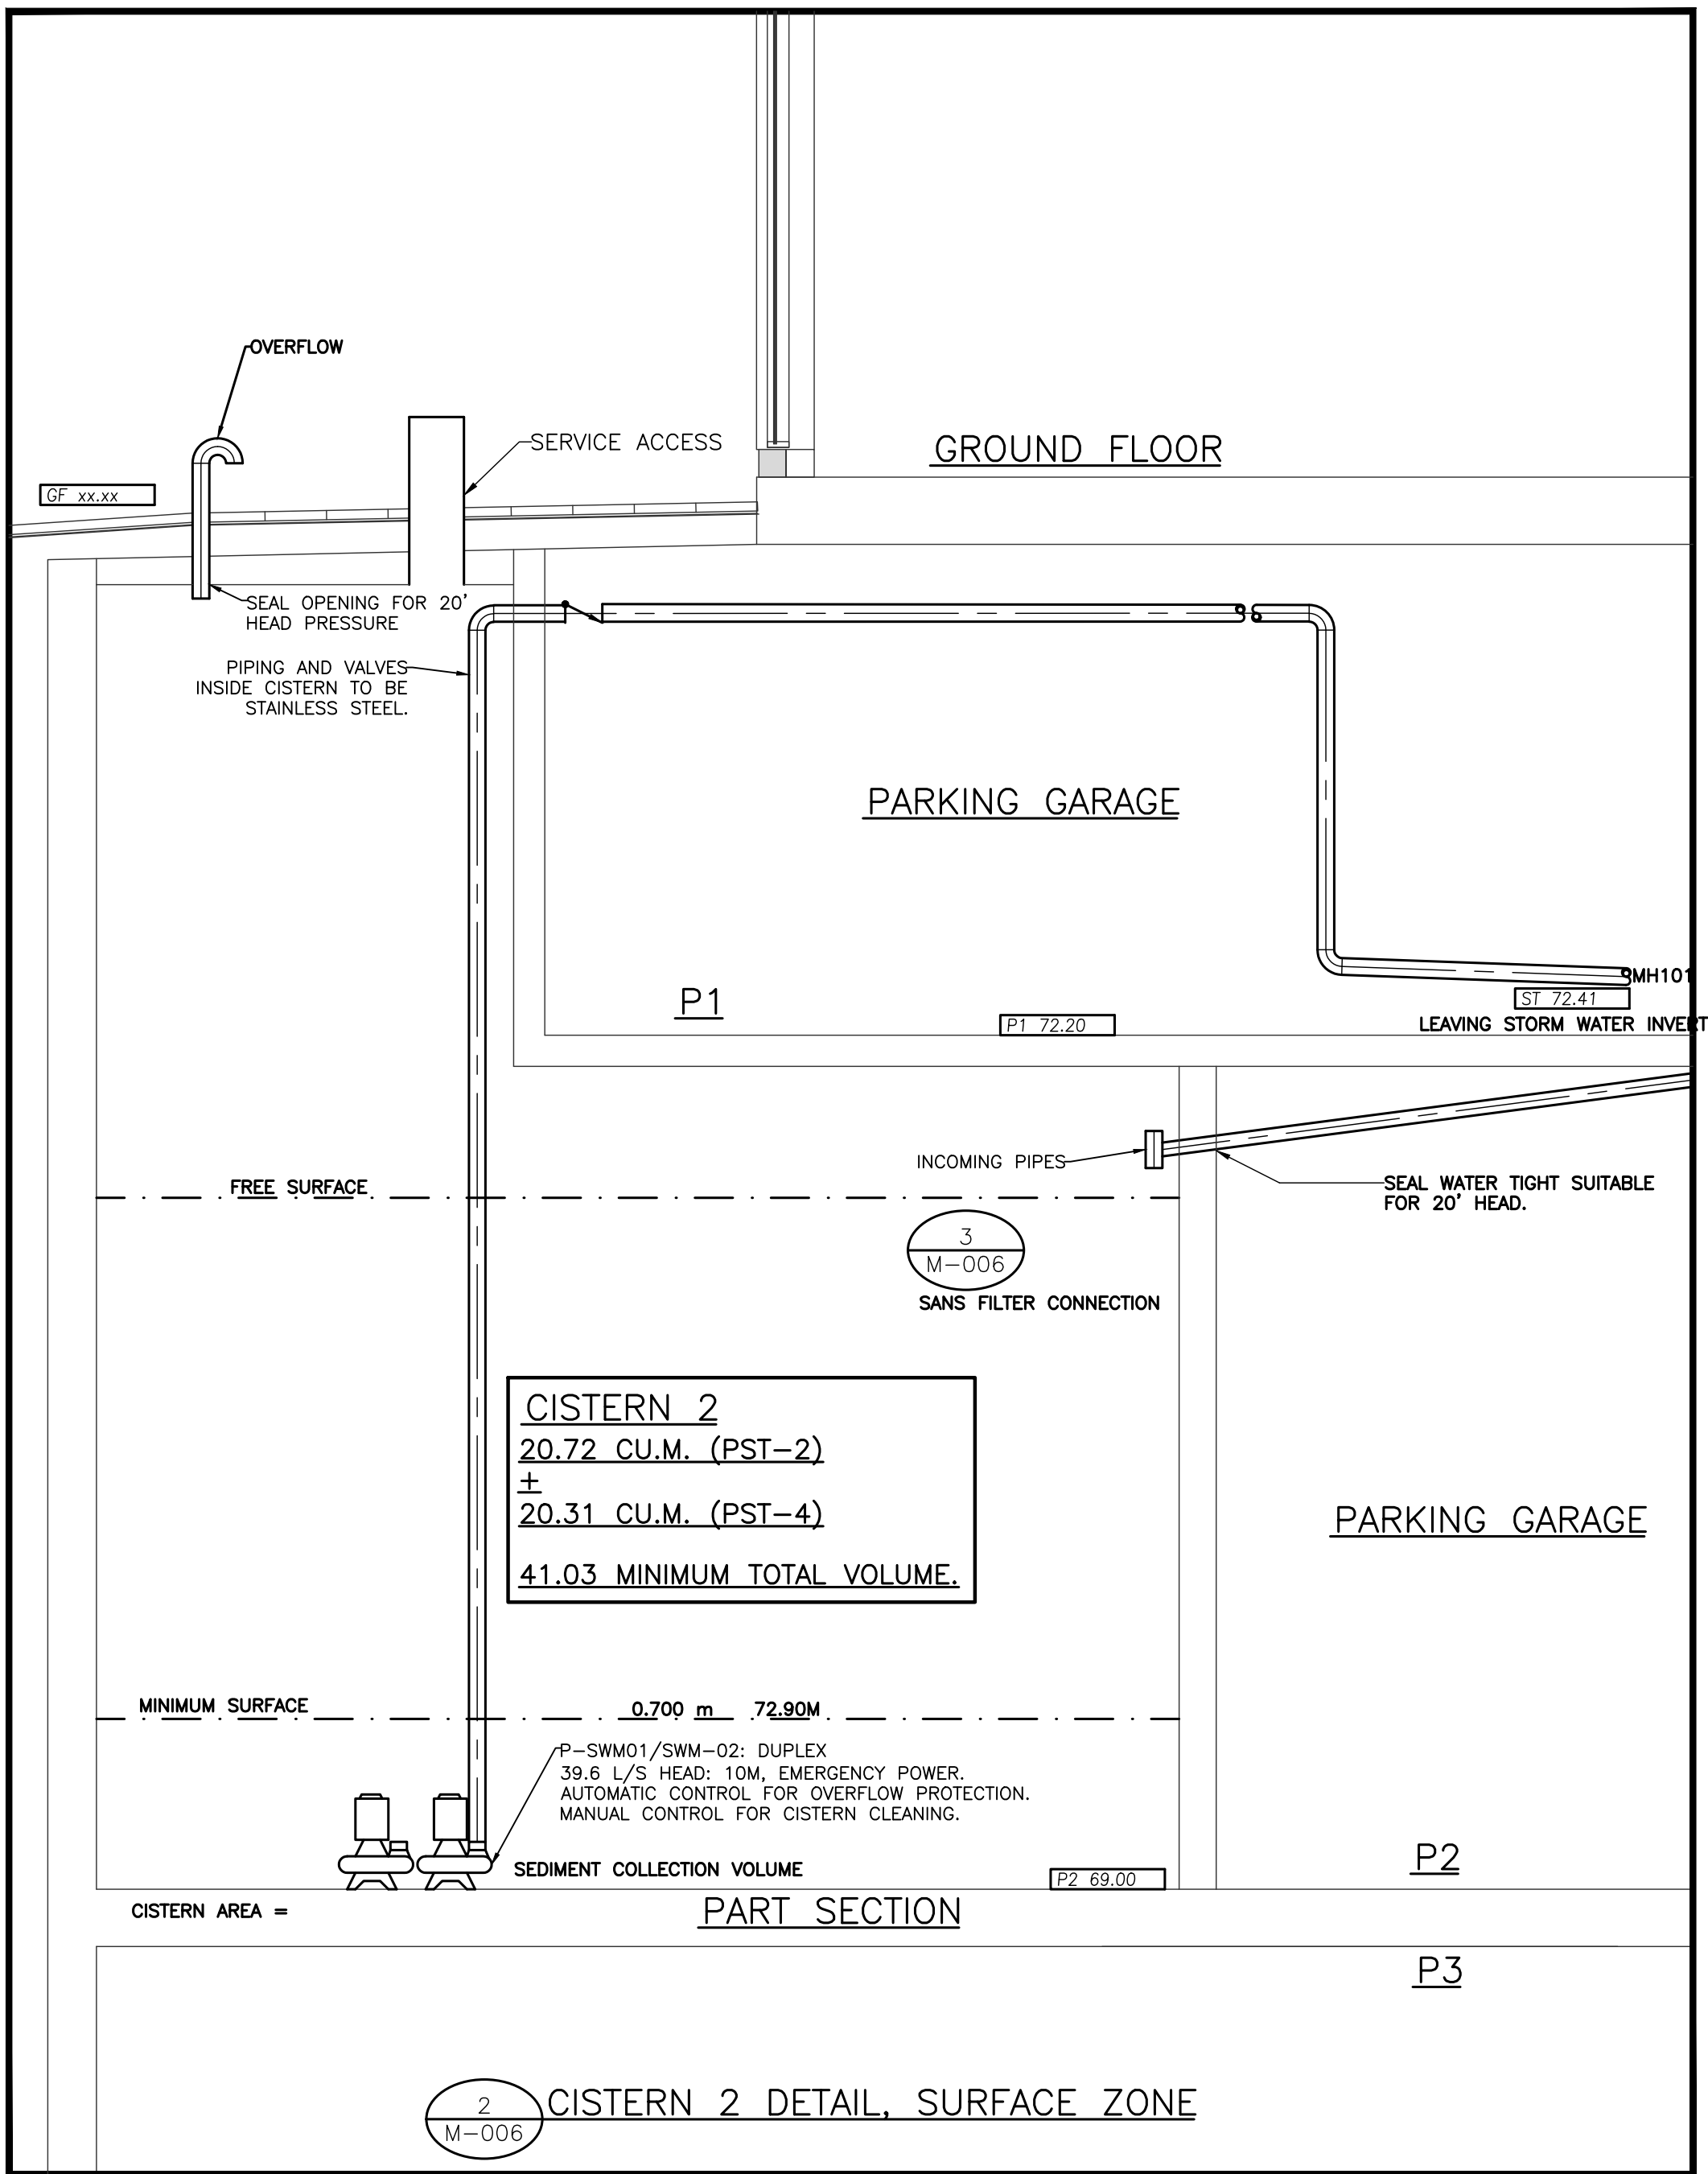 OVERFLOW
SERVICE ACCESS
GROUND FLOOR
GF xx.xx
SEAL OPENING FOR 20'
HEAD PRESSURE
PIPING AND VALVES
INSIDE CISTERN TO BE
STAINLESS STEEL.
PARKING GARAGE
P1
MH101
ST 72.41
P1 72.20
LEAVING STORM WATER INVERT
INCOMING PIPES
FREE SURFACE
SEAL WATER TIGHT SUITABLE
FOR 20' HEAD.
3
M-006
SANS FILTER CONNECTION
CISTERN 2
20.72 CU.M. (PST-2)
+
20.31 CU.M. (PST-4)
41.03 MINIMUM TOTAL VOLUME.
PARKING GARAGE
MINIMUM SURFACE
0.700 m 72.90M
P-SWM01/SWM-02: DUPLEX
39.6 L/S HEAD: 10M, EMERGENCY POWER.
AUTOMATIC CONTROL FOR OVERFLOW PROTECTION.
MANUAL CONTROL FOR CISTERN CLEANING.
SEDIMENT COLLECTION VOLUME
P2 69.00
P2
CISTERN AREA =
PART SECTION
P3
2
M-006
CISTERN 2 DETAIL, SURFACE ZONE